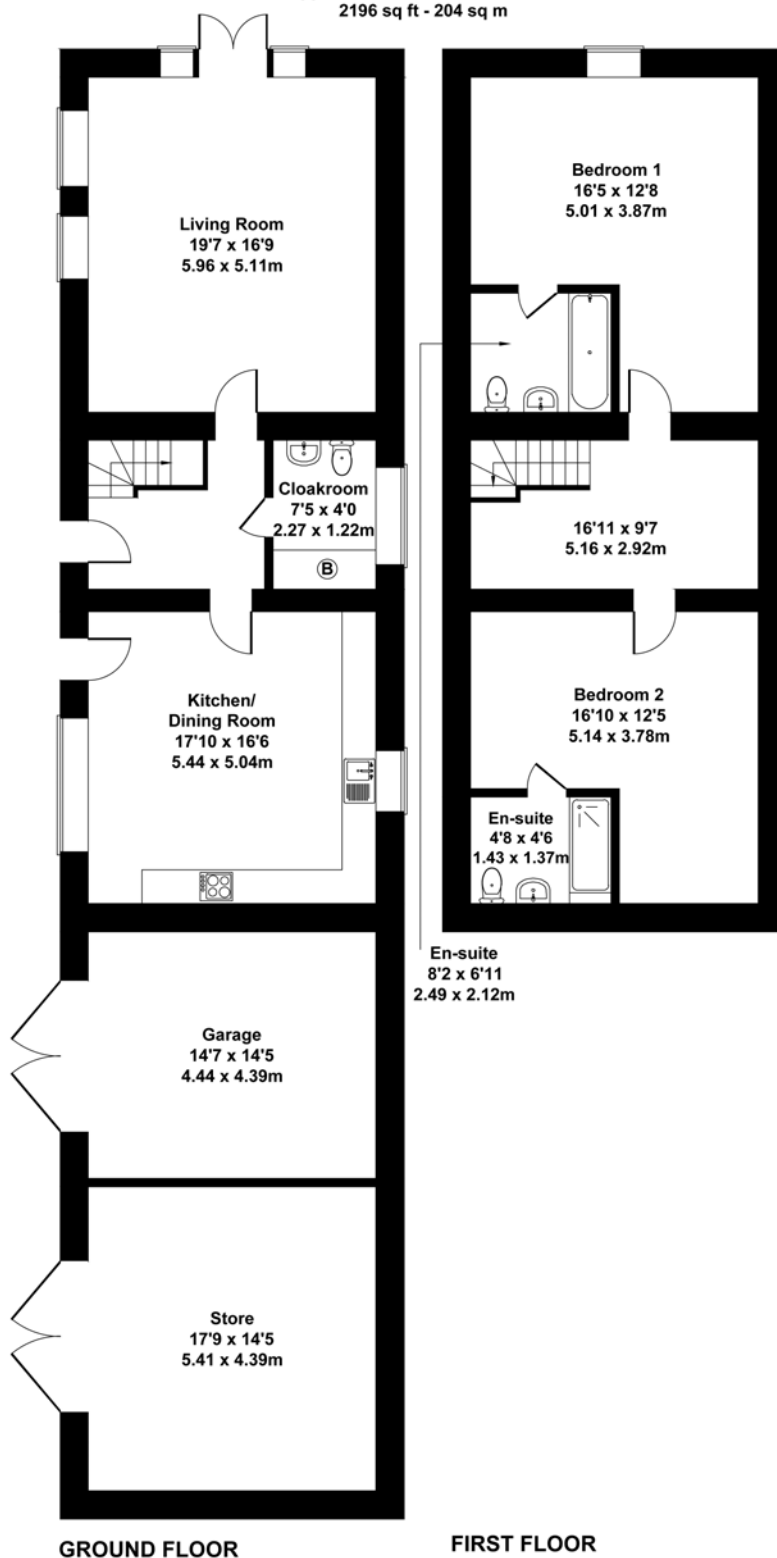 2196 sq ft - 204 sq m
Living Room
19'7 x 16'9
5.96 x 5.11m
Cloakroom
7'5 x 4'0
2.27 x 1.22m
B
Kitchen/
Dining Room
17'10 x 16'6
5.44 x 5.04m
Garage
14'7 x 14'5
4.44 x 4.39m
Store
17'9 x 14'5
5.41 x 4.39m
GROUND FLOOR
Bedroom 1
16'5 x 12'8
5.01 x 3.87m
16'11 x 9'7
5.16 x 2.92m
Bedroom 2
16'10 x 12'5
5.14 x 3.78m
En-suite
4'8 x 4'6
1.43 x 1.37m
En-suite
8'2 x 6'11
2.49 x 2.12m
FIRST FLOOR